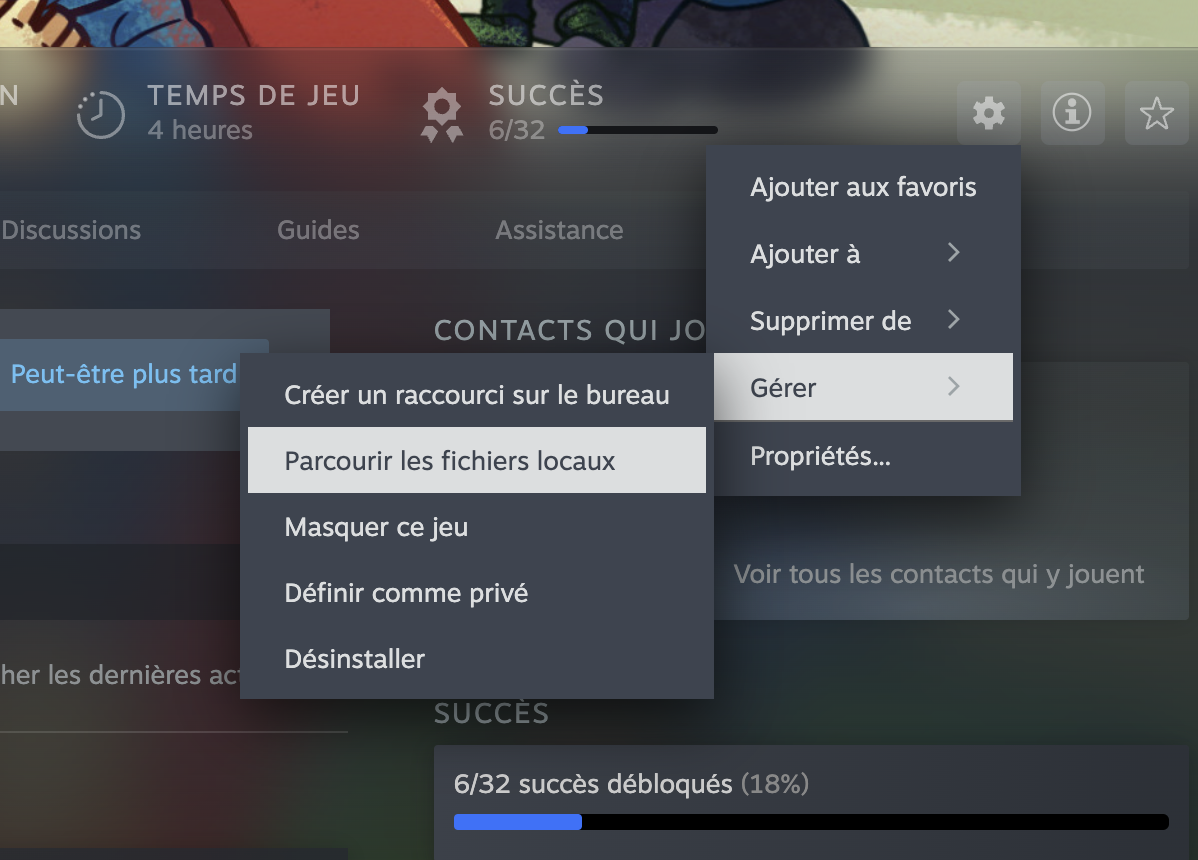 N
TEMPS DE JEU
4 heures
SUCCÈS
6/32
Discussions
Guides
Assistance
Ajouter aux favoris
Ajouter à
Supprimer de
Gérer
Propriétés...
CONTACTS QUI JO
Peut-être plus tard
Créer un raccourci sur le bureau
Parcourir les fichiers locaux
Masquer ce jeu
Définir comme privé
Désinstaller
Voir tous les contacts qui y jouent
her les dernières act
SUCCÈS
6/32 succès débloqués (18%)